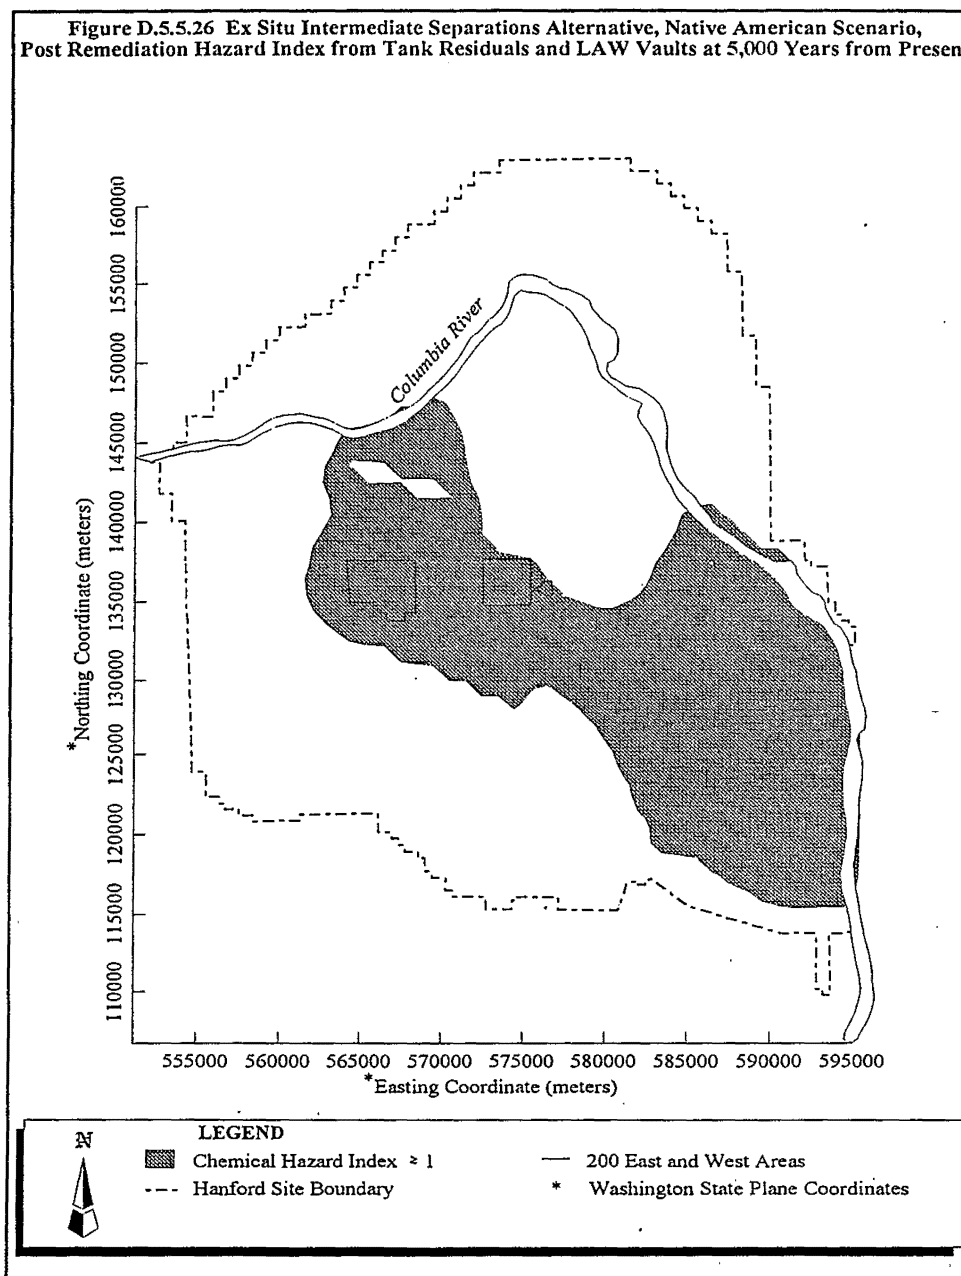 Figure D.5.5.26 Ex Situ Intermediate Separations Alternative, Native American Scenario,
Post Remediation Hazard Index from Tank Residuals and LAW Vaults at 5,000 Years from Present
Columbia River
*Northing Coordinate (meters)
160000
155000
150000
145000
140000
135000
130000
125000
120000
115000
110000
555000 560000 565000 570000 575000 580000 585000 590000 595000
*Easting Coordinate (meters)
N
LEGEND
Chemical Hazard Index ≥ 1
Hanford Site Boundary
200 East and West Areas
* Washington State Plane Coordinates